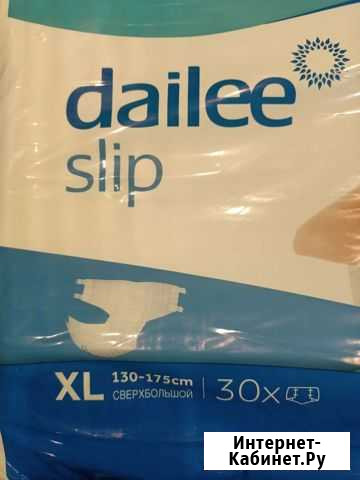 dailee
slip
XL 130-175cm
СВЕРХБОЛЬШОЙ 30x
Интернет-
Кабинет.Ру